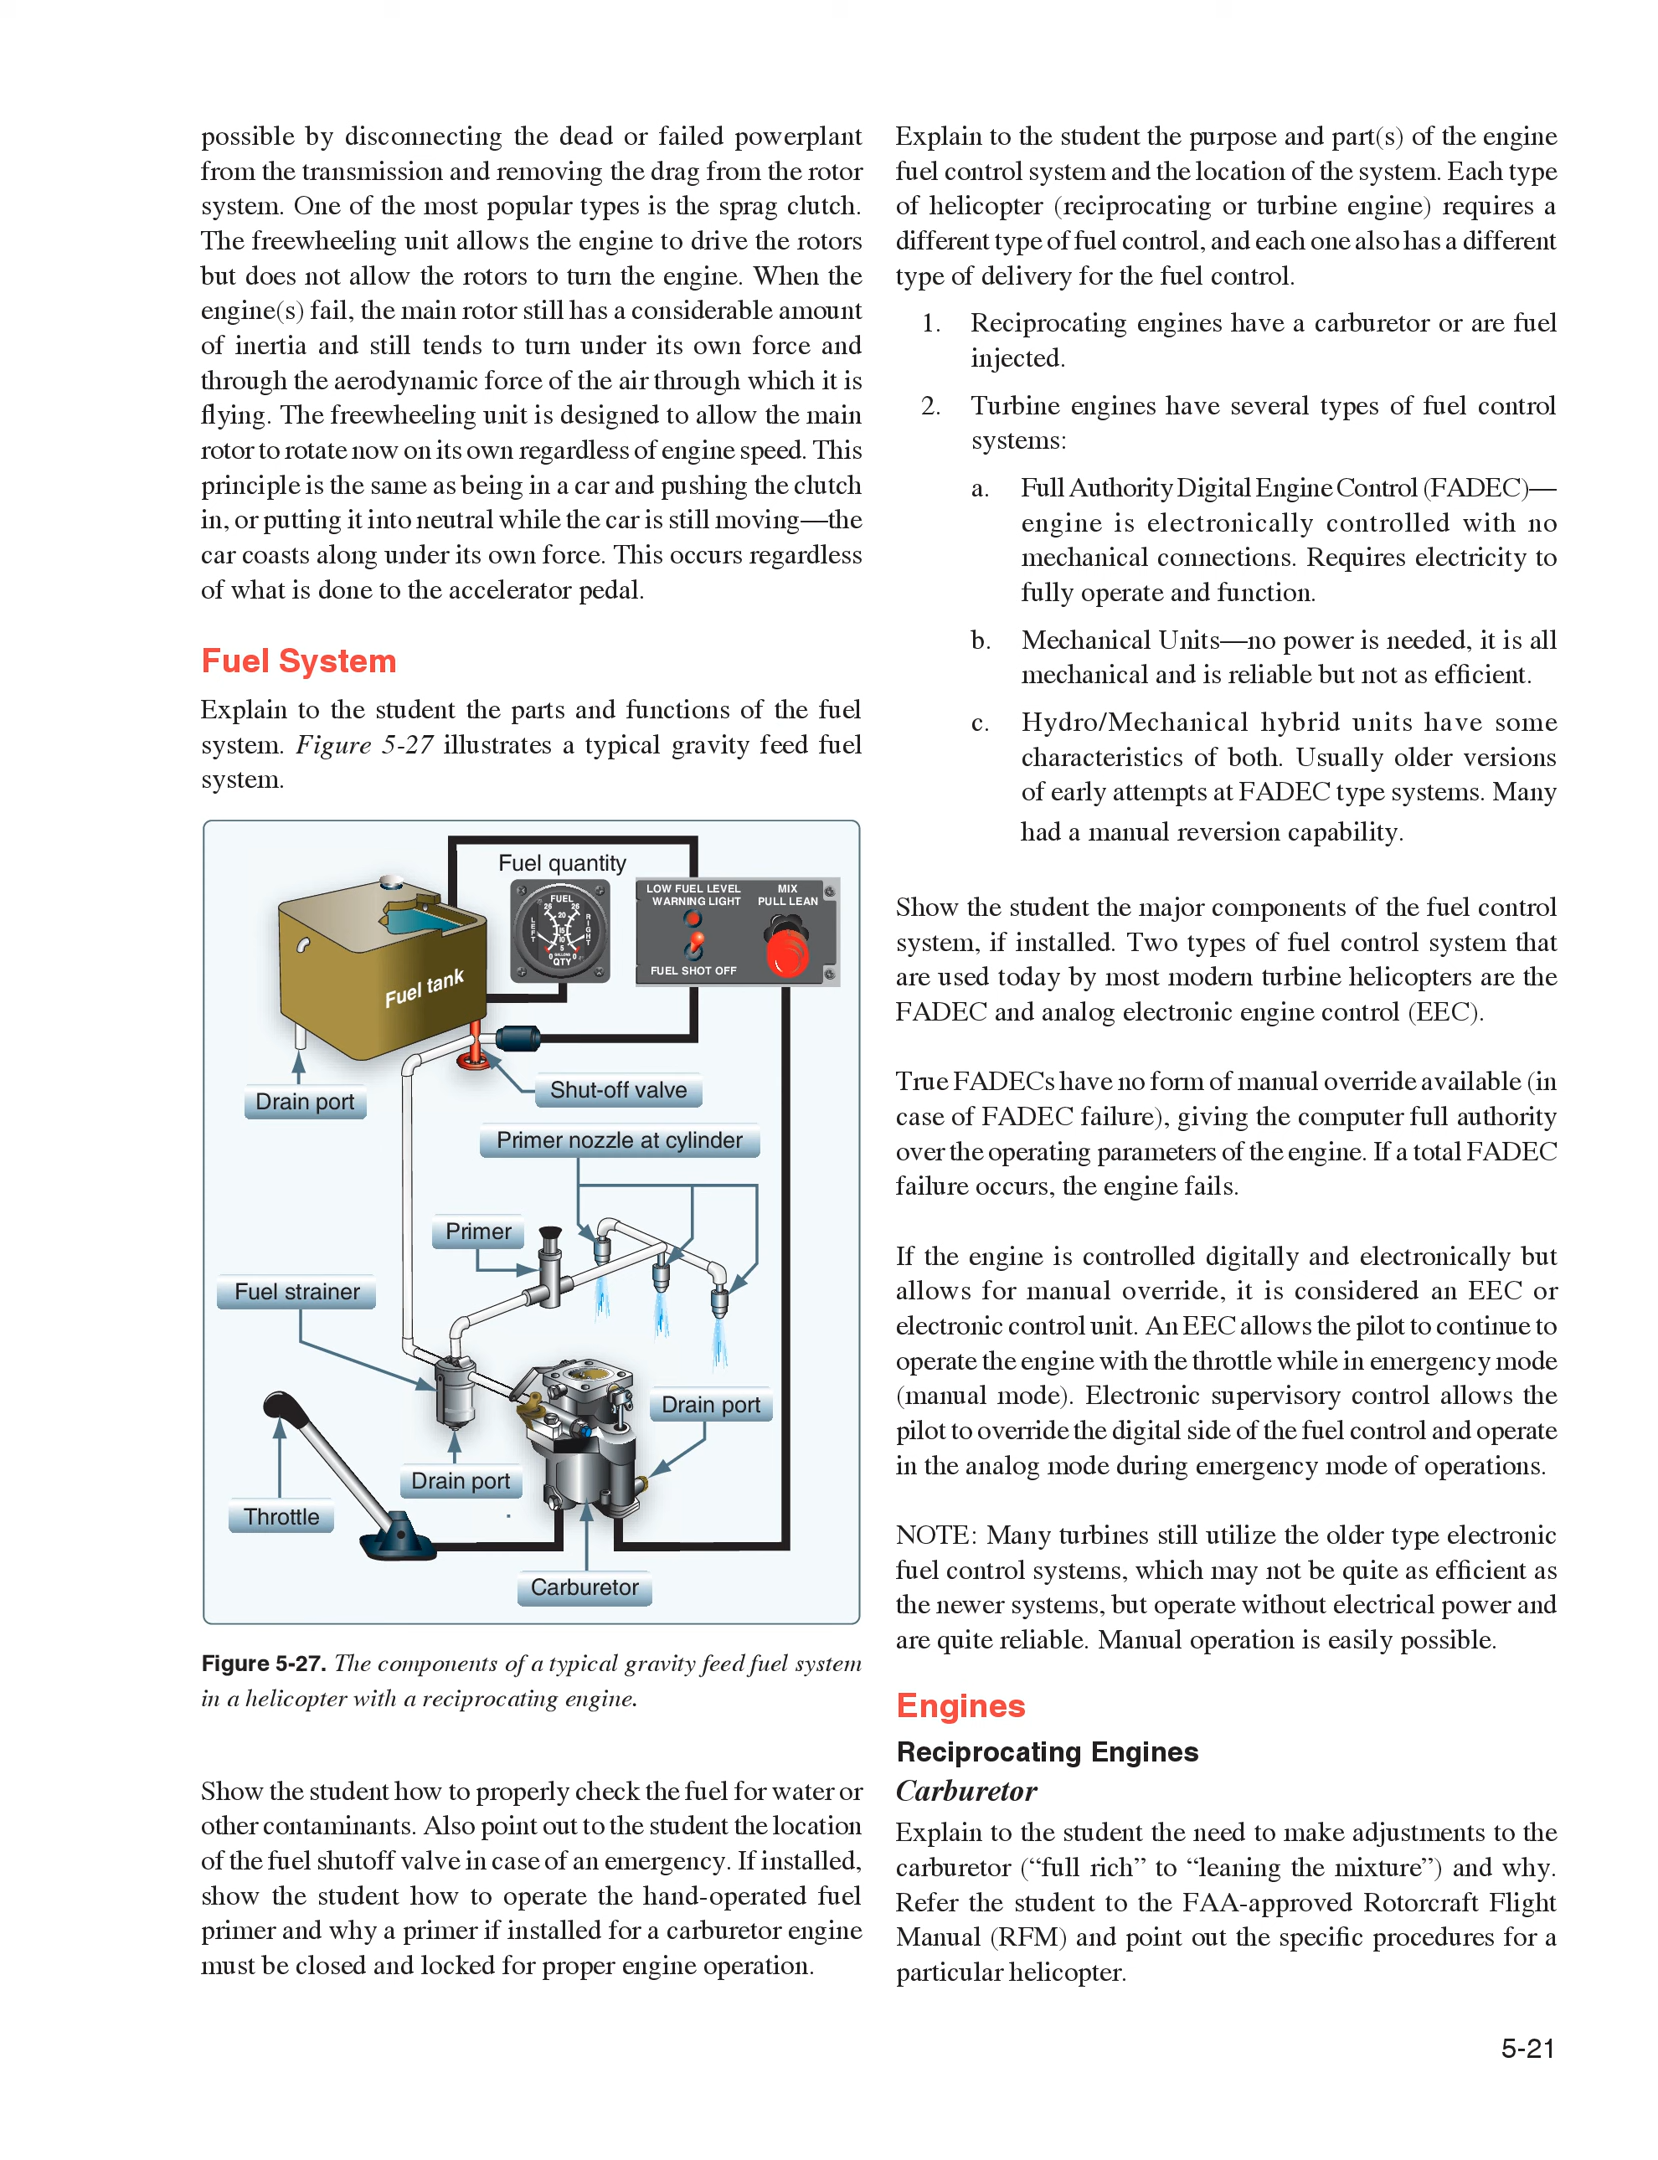 possible by disconnecting the dead or failed powerplant
from the transmission and removing the drag from the rotor
system. One of the most popular types is the sprag clutch.
The freewheeling unit allows the engine to drive the rotors
but does not allow the rotors to turn the engine. When the
engine(s) fail, the main rotor still has a considerable amount
of inertia and still tends to turn under its own force and
through the aerodynamic force of the air through which it is
flying. The freewheeling unit is designed to allow the main
rotor to rotate now on its own regardless of engine speed. This
principle is the same as being in a car and pushing the clutch
in, or putting it into neutral while the car is still moving—the
car coasts along under its own force. This occurs regardless
of what is done to the accelerator pedal.
Fuel System
Explain to the student the parts and functions of the fuel
system. Figure 5-27 illustrates a typical gravity feed fuel
system.
Fuel quantity
FUEL
26 26
20
15
10
5
0 0
LEFT
RIGHT
GALLONS
QTY
LOW FUEL LEVEL
WARNING LIGHT
MIX
PULL LEAN
FUEL SHOT OFF
Fuel tank
Drain port
Shut-off valve
Primer nozzle at cylinder
Primer
Fuel strainer
Drain port
Drain port
Throttle
Carburetor
Figure 5-27. The components of a typical gravity feed fuel system
in a helicopter with a reciprocating engine.
Show the student how to properly check the fuel for water or
other contaminants. Also point out to the student the location
of the fuel shutoff valve in case of an emergency. If installed,
show the student how to operate the hand-operated fuel
primer and why a primer if installed for a carburetor engine
must be closed and locked for proper engine operation.
Explain to the student the purpose and part(s) of the engine
fuel control system and the location of the system. Each type
of helicopter (reciprocating or turbine engine) requires a
different type of fuel control, and each one also has a different
type of delivery for the fuel control.
1. Reciprocating engines have a carburetor or are fuel
injected.
2. Turbine engines have several types of fuel control
systems:
a. Full Authority Digital Engine Control (FADEC)—
engine is electronically controlled with no
mechanical connections. Requires electricity to
fully operate and function.
b. Mechanical Units—no power is needed, it is all
mechanical and is reliable but not as efficient.
c. Hydro/Mechanical hybrid units have some
characteristics of both. Usually older versions
of early attempts at FADEC type systems. Many
had a manual reversion capability.
Show the student the major components of the fuel control
system, if installed. Two types of fuel control system that
are used today by most modern turbine helicopters are the
FADEC and analog electronic engine control (EEC).
True FADECs have no form of manual override available (in
case of FADEC failure), giving the computer full authority
over the operating parameters of the engine. If a total FADEC
failure occurs, the engine fails.
If the engine is controlled digitally and electronically but
allows for manual override, it is considered an EEC or
electronic control unit. An EEC allows the pilot to continue to
operate the engine with the throttle while in emergency mode
(manual mode). Electronic supervisory control allows the
pilot to override the digital side of the fuel control and operate
in the analog mode during emergency mode of operations.
NOTE: Many turbines still utilize the older type electronic
fuel control systems, which may not be quite as efficient as
the newer systems, but operate without electrical power and
are quite reliable. Manual operation is easily possible.
Engines
Reciprocating Engines
Carburetor
Explain to the student the need to make adjustments to the
carburetor (“full rich” to “leaning the mixture”) and why.
Refer the student to the FAA-approved Rotorcraft Flight
Manual (RFM) and point out the specific procedures for a
particular helicopter.
5-21